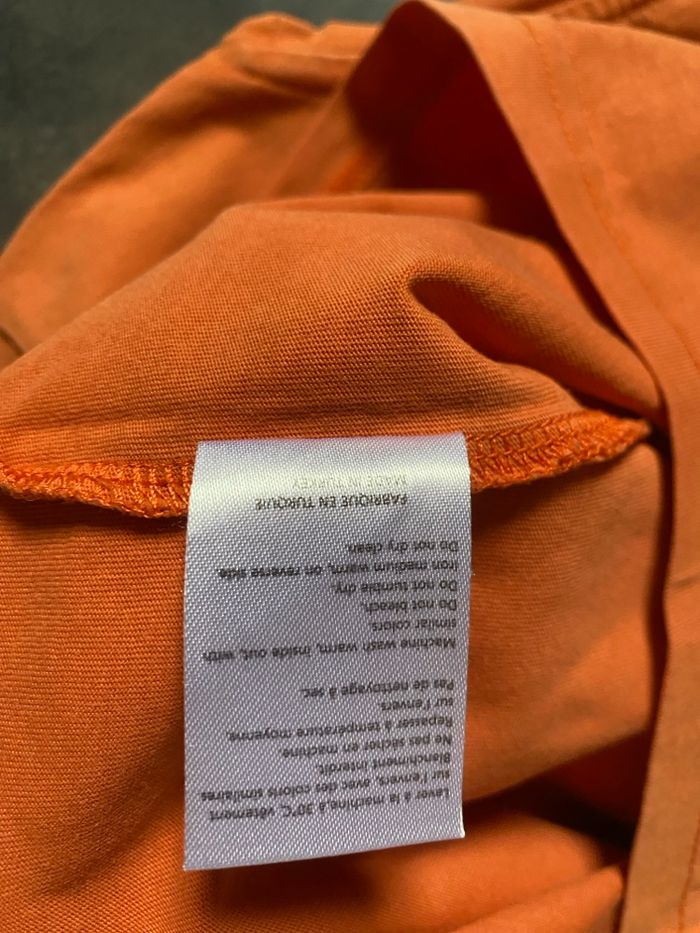 Laver à la machine,à 30°C, vêtement
sur l'envers, avec des coloris similaires
Blanchiment interdit.
Ne pas sécher en machine
Repasser à température moyenne,
sur l'envers.
Pas de nettoyage à sec.
Machine wash warm, inside out, with
similar colors.
Do not bleach.
Do not tumble dry.
Iron medium warm, on reverse side.
Do not dry clean.
FABRIQUE EN TURQUIE
MADE IN TURKEY